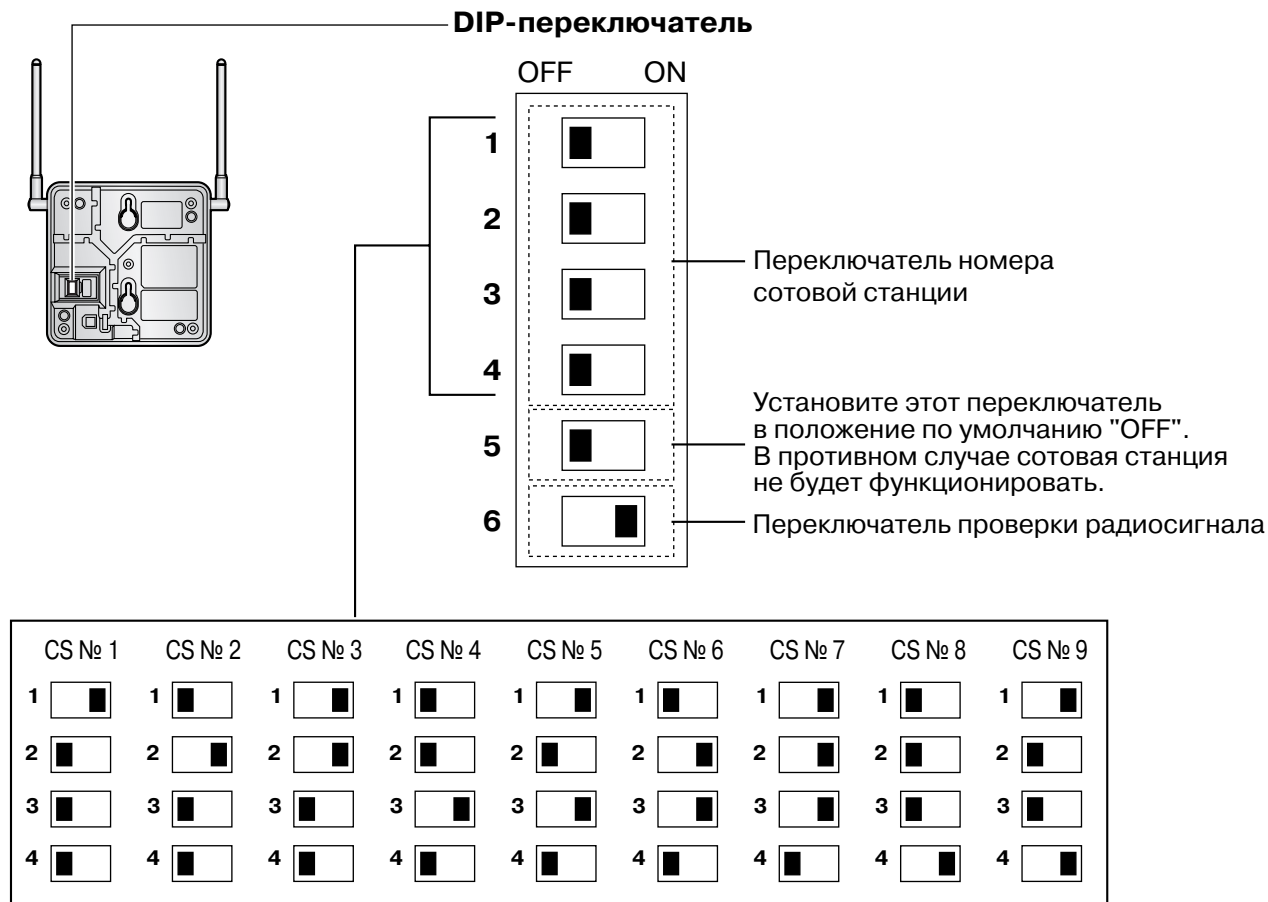 DIP-переключатель
OFF ON
1
2
3
4
5
6
Переключатель номера
сотовой станции
Установите этот переключатель
в положение по умолчанию "OFF".
В противном случае сотовая станция
не будет функционировать.
Переключатель проверки радиосигнала
CS № 1 CS № 2 CS № 3 CS № 4 CS № 5 CS № 6 CS № 7 CS № 8 CS № 9
1 1 1 1 1 1 1 1 1
2 2 2 2 2 2 2 2 2
3 3 3 3 3 3 3 3 3
4 4 4 4 4 4 4 4 4